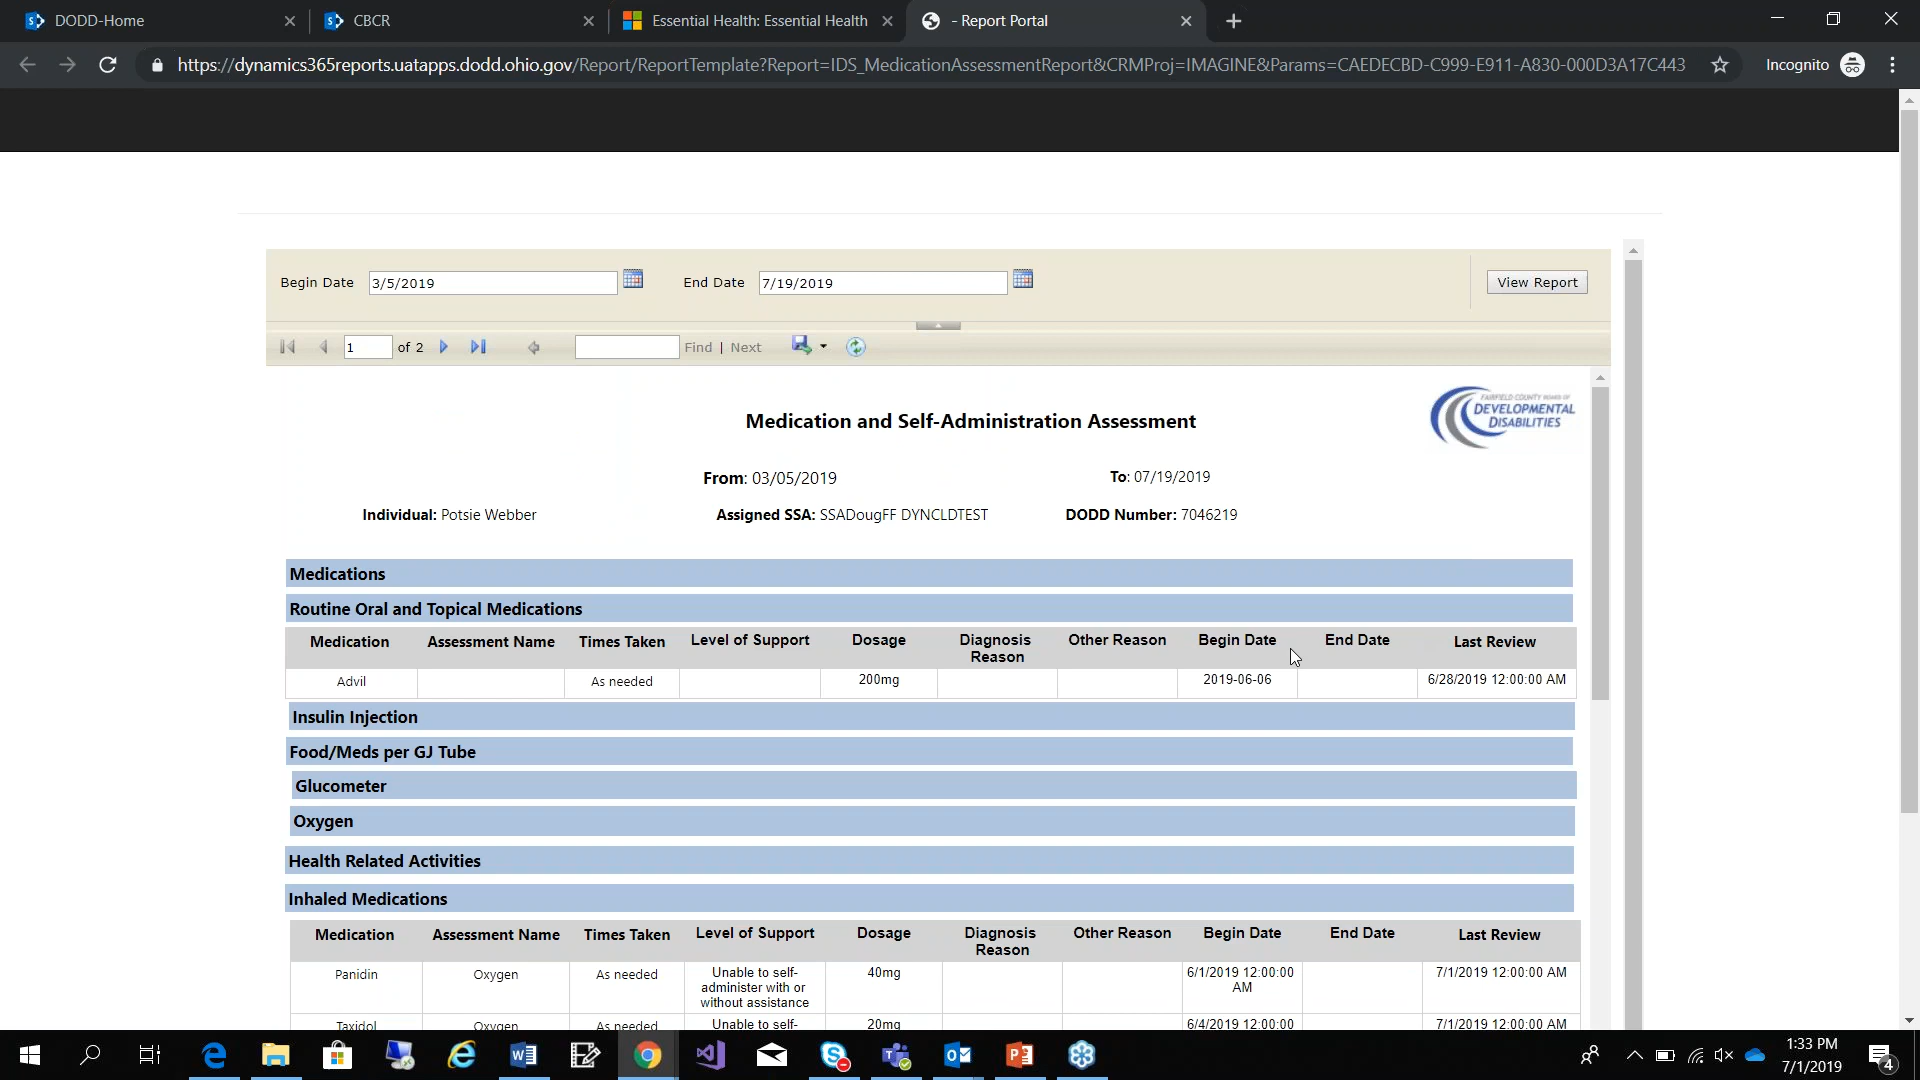 DODD-Home
CBCR
Essential Health: Essential Health
- Report Portal
https://dynamics365reports.uatapps.dodd.ohio.gov/Report/ReportTemplate?Report=IDS_MedicationAssessmentReport&CRMProj=IMAGINE&Params=CAEDECBD-C999-E911-A830-000D3A17C443
Incognito
Begin Date 3/5/2019 End Date 7/19/2019 View Report
1 of 2 Find | Next
FAIRFIELD COUNTY BOARD OF
DEVELOPMENTAL
DISABILITIES
Medication and Self-Administration Assessment
From: 03/05/2019 To: 07/19/2019
Individual: Potsie Webber Assigned SSA: SSADougFF DYNCLDTEST DODD Number: 7046219
Medications
Routine Oral and Topical Medications
Medication Assessment Name Times Taken Level of Support Dosage Diagnosis Reason Other Reason Begin Date End Date Last Review
Advil As needed 200mg 2019-06-06 6/28/2019 12:00:00 AM
Insulin Injection
Food/Meds per GJ Tube
Glucometer
Oxygen
Health Related Activities
Inhaled Medications
Medication Assessment Name Times Taken Level of Support Dosage Diagnosis Reason Other Reason Begin Date End Date Last Review
Panidin Oxygen As needed Unable to self-administer with or without assistance 40mg 6/1/2019 12:00:00 AM 7/1/2019 12:00:00 AM
Taxidol Oxygen As needed Unable to self- 20mg 6/4/2019 12:00:00 7/1/2019 12:00:00 AM
1:33 PM
7/1/2019
4